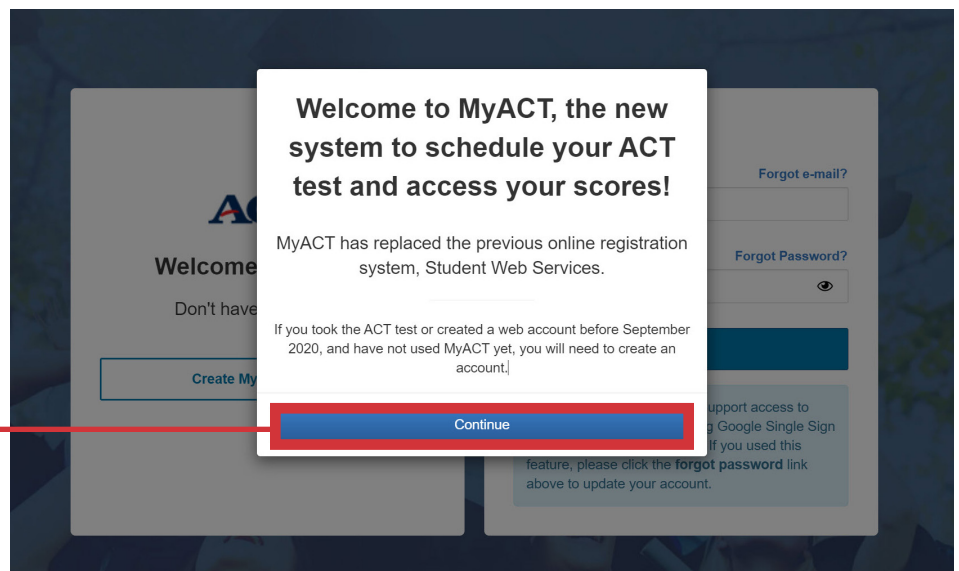 Welcome to MyACT, the new
system to schedule your ACT
test and access your scores!
MyACT has replaced the previous online registration
system, Student Web Services.
If you took the ACT test or created a web account before September
2020, and have not used MyACT yet, you will need to create an
account.
Continue
Welcome
Don't have
Create My
Forgot e-mail?
Forgot Password?
upport access to
g Google Single Sign
If you used this
feature, please click the forgot password link
above to update your account.